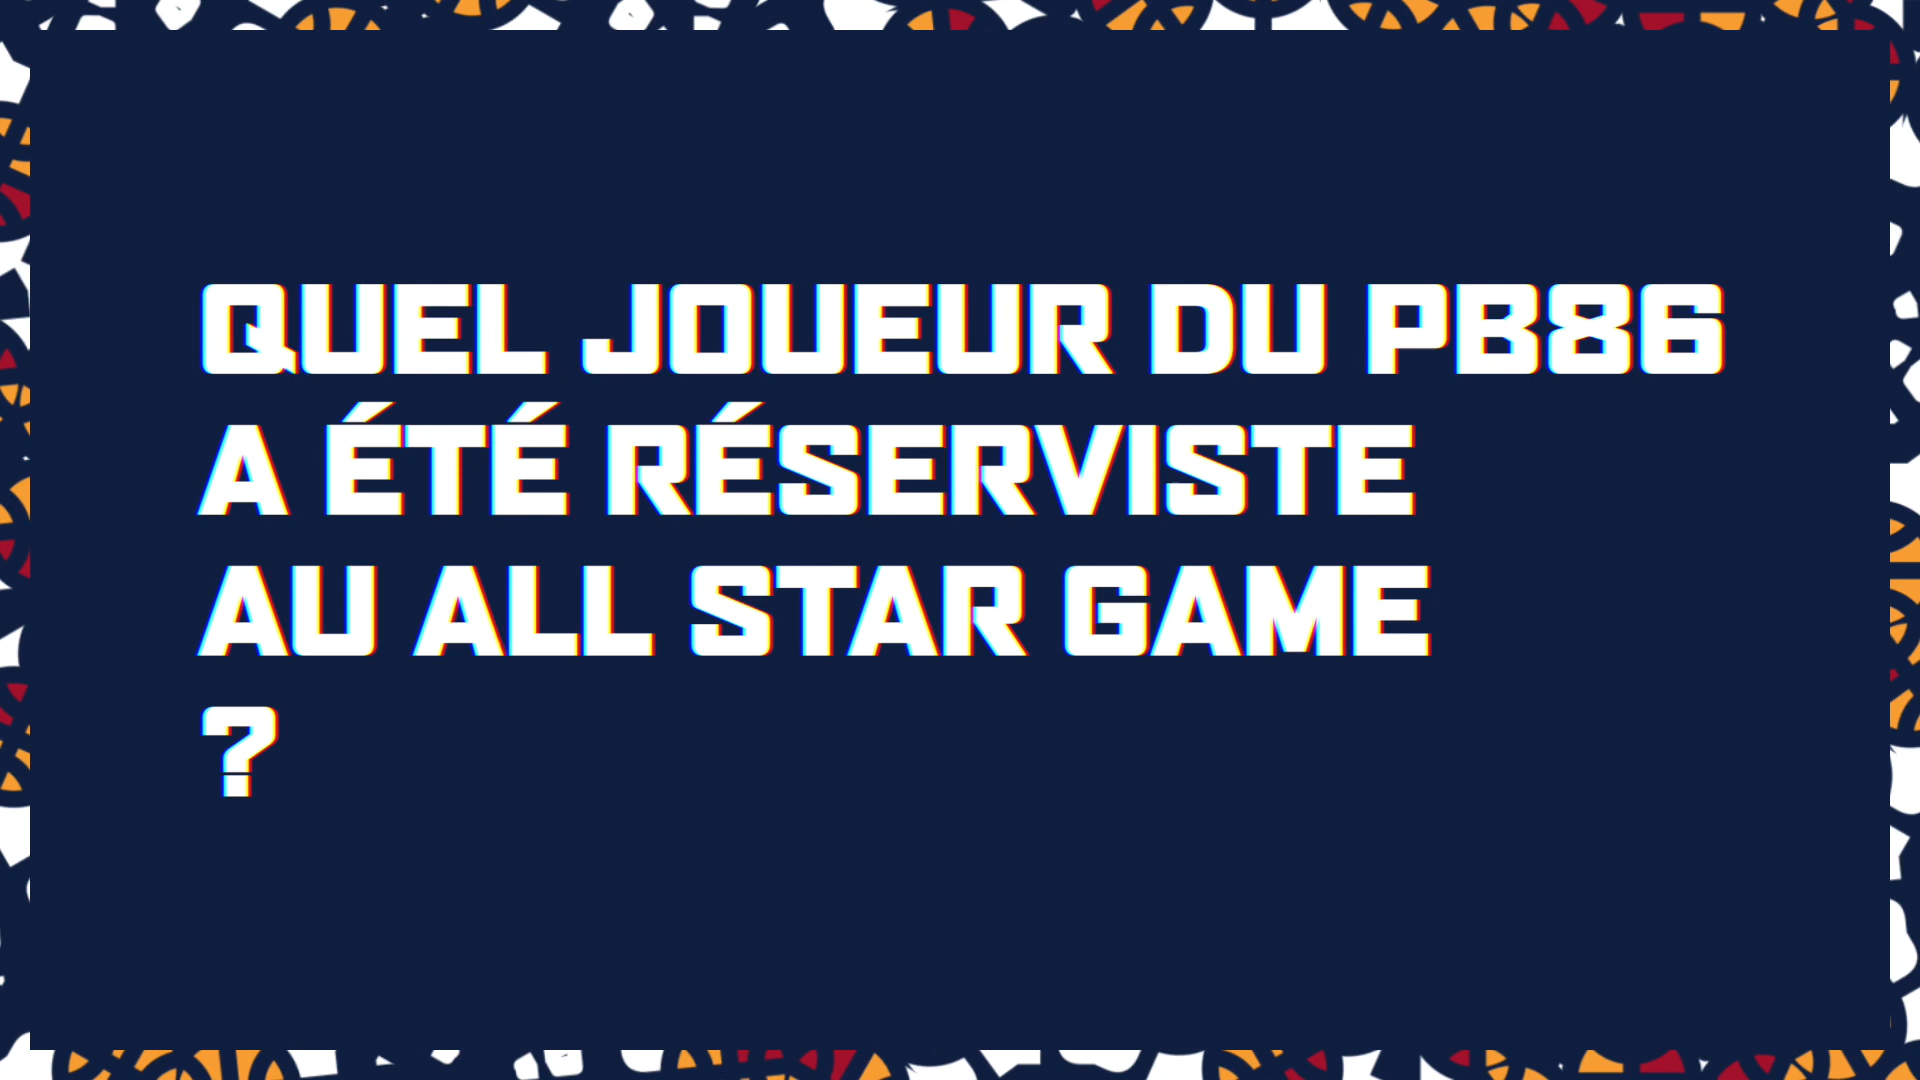 QUEL JOUEUR DU PB86
A ÉTÉ RÉSERVISTE
AU ALL STAR GAME
?